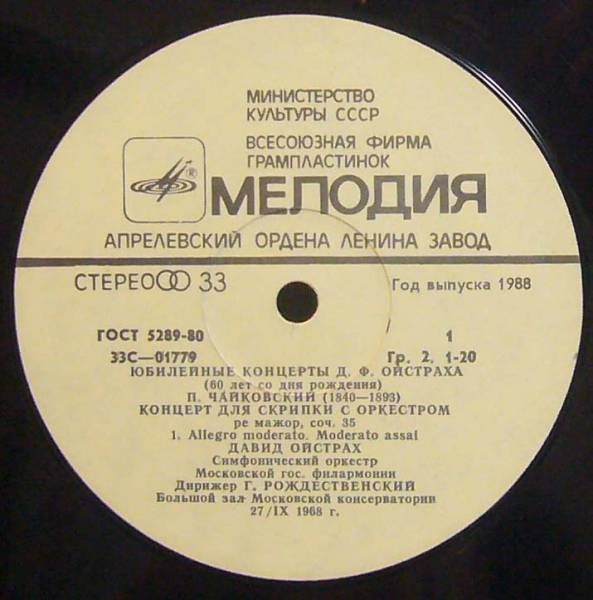 МИНИСТЕРСТВО
КУЛЬТУРЫ СССР
ВСЕСОЮЗНАЯ ФИРМА
ГРАМПЛАСТИНОК
®
МЕЛОДИЯ
АПРЕЛЕВСКИЙ ОРДЕНА ЛЕНИНА ЗАВОД
СТЕРЕО 33 Год выпуска 1988
ГОСТ 5289-80 1
33С—01779 Гр. 2. 1-20
ЮБИЛЕЙНЫЕ КОНЦЕРТЫ Д. Ф. ОЙСТРАХА
(60 лет со дня рождения)
П. ЧАЙКОВСКИЙ (1840—1893)
КОНЦЕРТ ДЛЯ СКРИПКИ С ОРКЕСТРОМ
ре мажор, соч. 35
1. Allegro moderato. Moderato assai
ДАВИД ОЙСТРАХ
Симфонический оркестр
Московской гос. филармонии
Дирижер Г. РОЖДЕСТВЕНСКИЙ
Большой зал Московской консерватории
27/IX 1968 г.